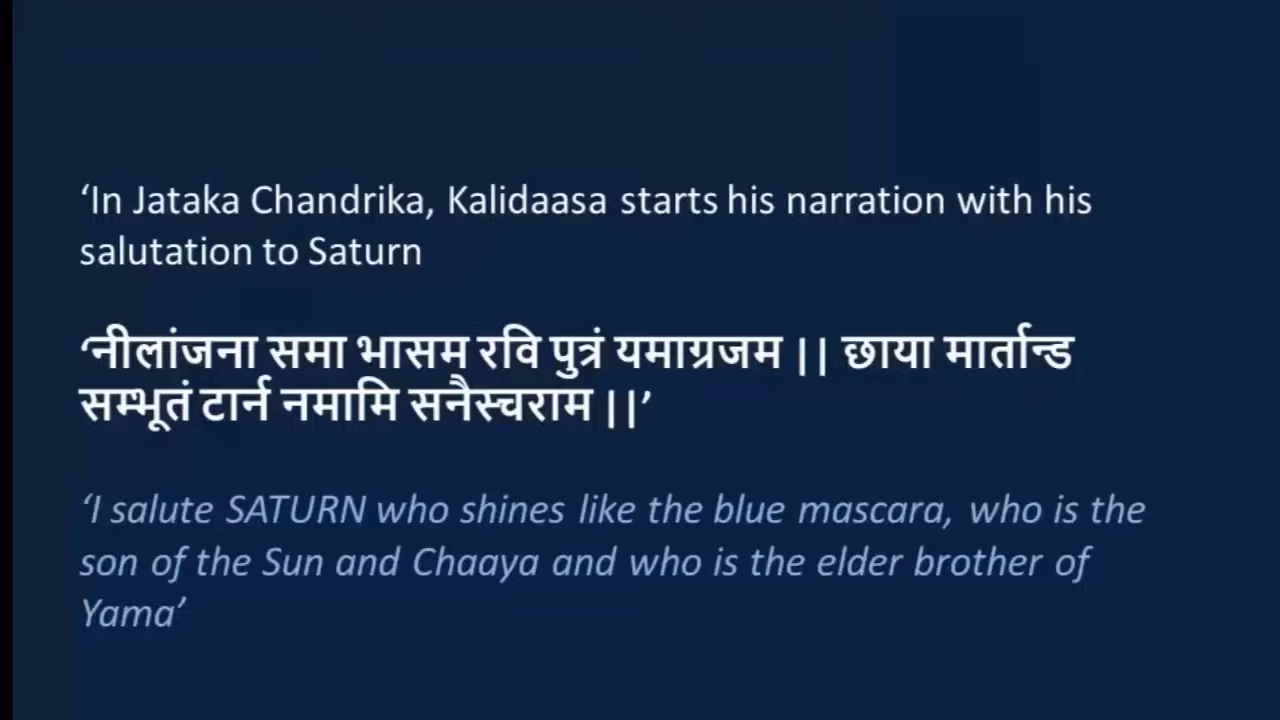 ‘In Jataka Chandrika, Kalidaasa starts his narration with his
salutation to Saturn
‘नीलांजना समा भासम रवि पुत्रं यमाग्रजम || छाया मार्तान्ड
सम्भूतं टार्न नमामि सनैस्चराम ||’
‘I salute SATURN who shines like the blue mascara, who is the
son of the Sun and Chaaya and who is the elder brother of
Yama’